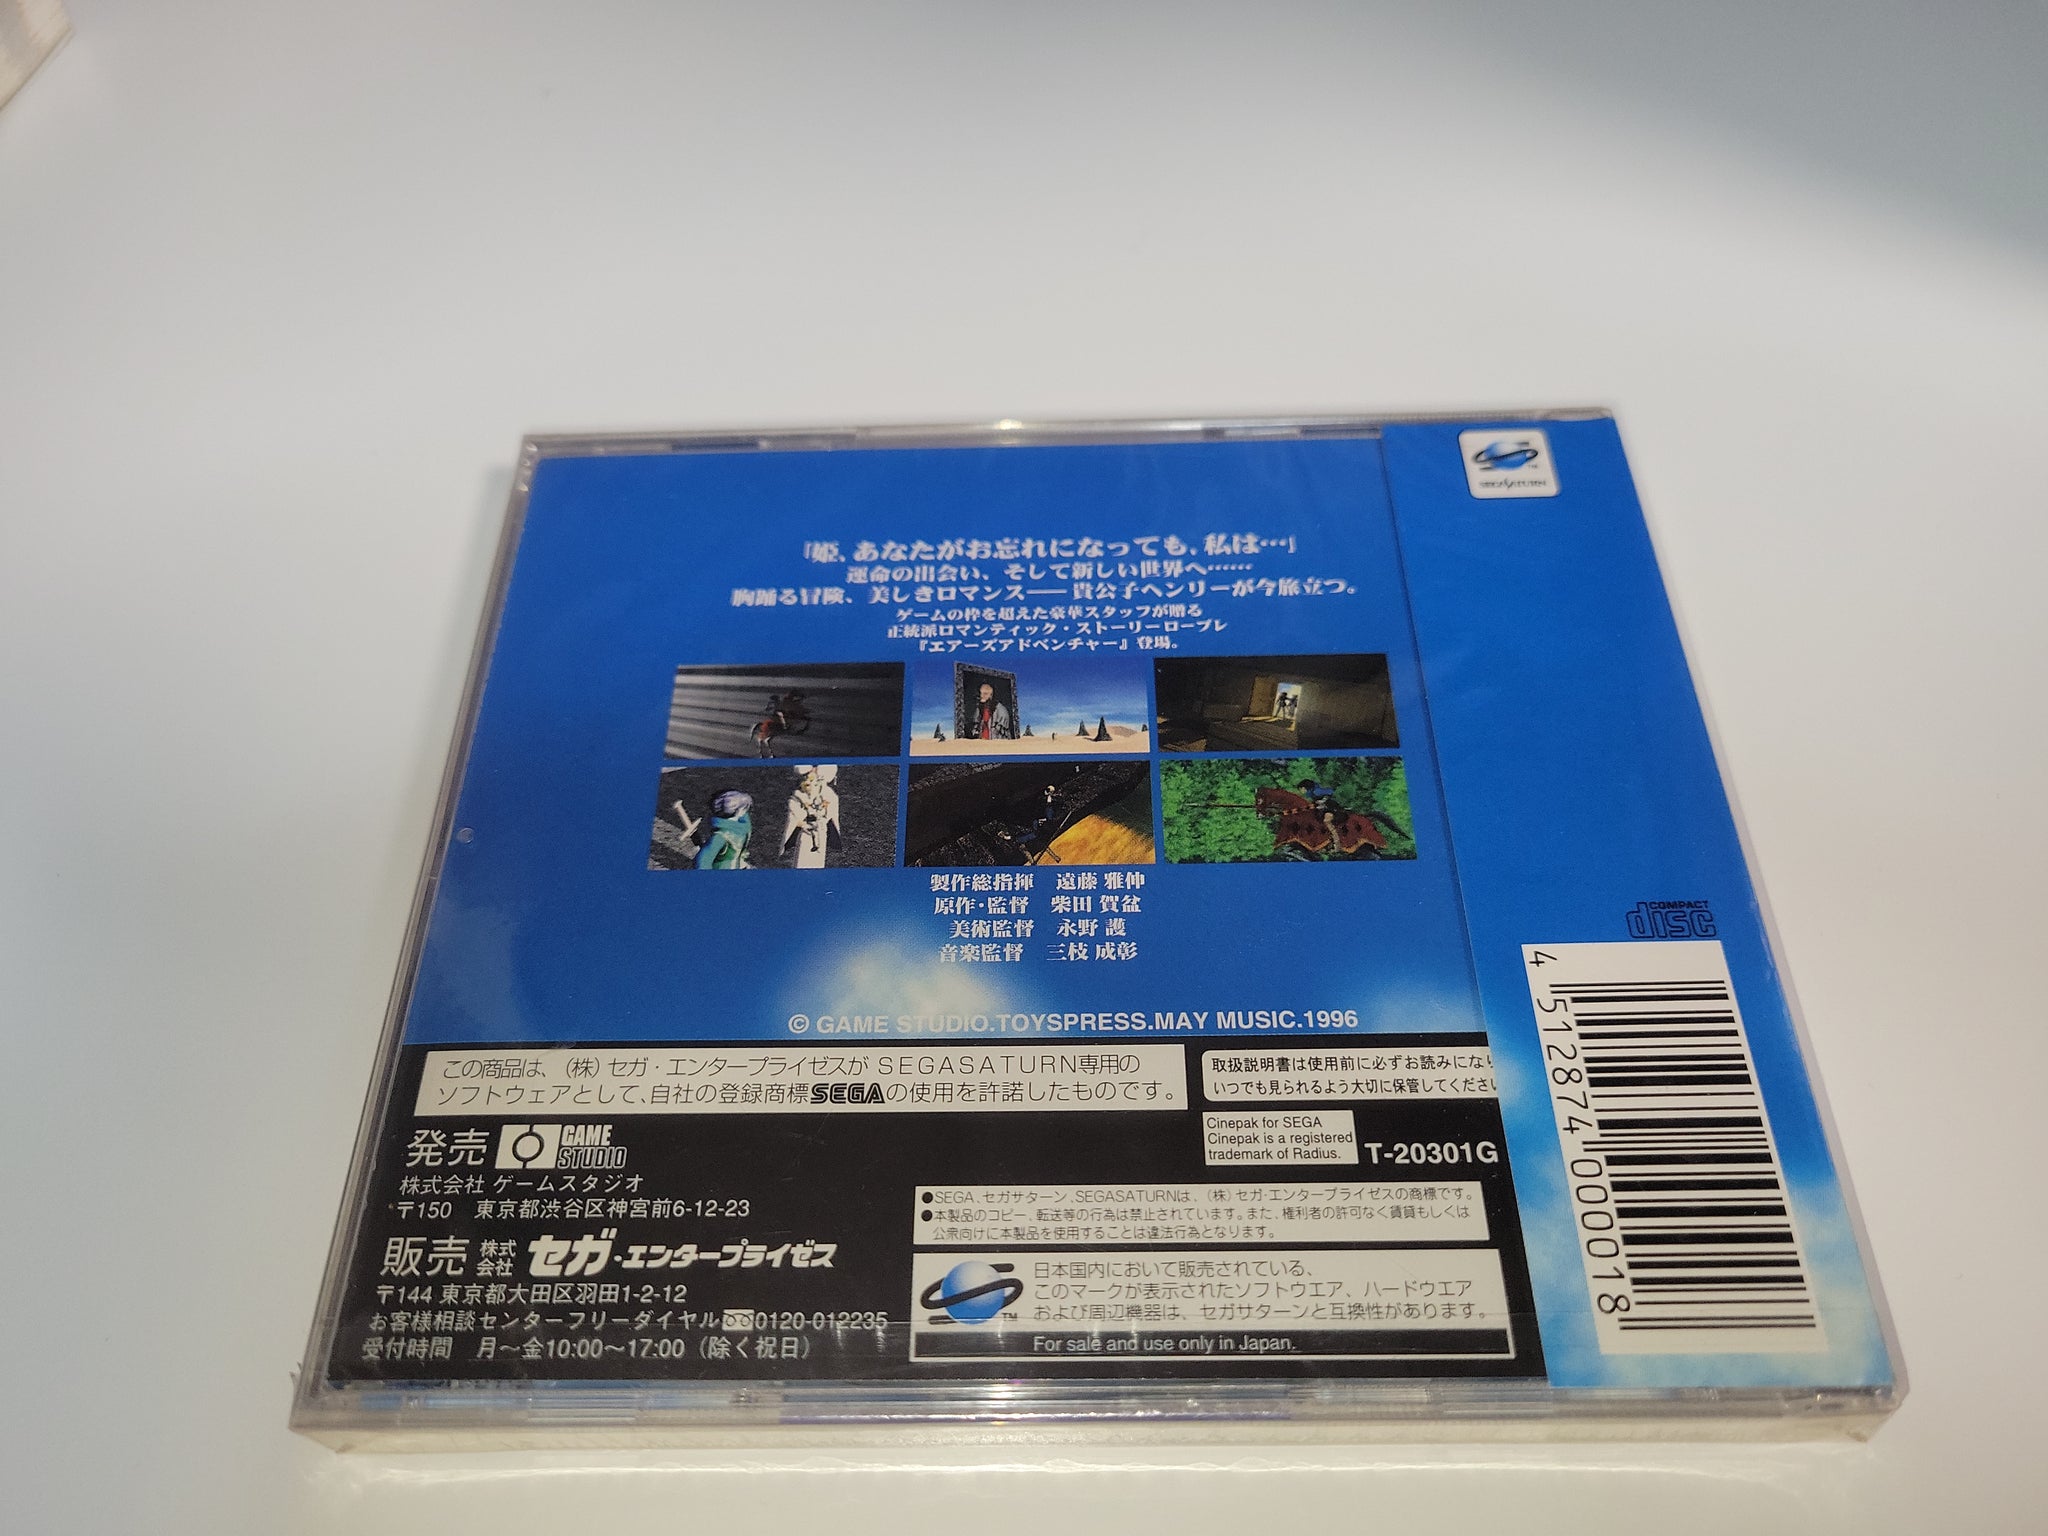 SEGA SATURN
「姫、あなたがお忘れになっても、私は…」
運命の出会い、そして新しい世界へ……
胸踊る冒険、美しきロマンス——貴公子ヘンリーが今旅立つ。
ゲームの枠を超えた豪華スタッフが贈る
正統派ロマンティック・ストーリーロープレ
『エアーズアドベンチャー』登場。
製作総指揮 遠藤 雅伸
原作・監督 柴田 賀盆
美術監督 永野 護
音楽監督 三枝 成彰
© GAME STUDIO.TOYSPRESS.MAY MUSIC.1996
この商品は、(株)セガ・エンタープライゼスがSEGASATURN専用の
ソフトウェアとして、自社の登録商標SEGAの使用を許諾したものです。
取扱説明書は使用前に必ずお読みにな
いつでも見られるよう大切に保管してくださ
Cinepak for SEGA
Cinepak is a registered
trademark of Radius.
T-20301G
発売 GAME STUDIO
株式会社 ゲームスタジオ
〒150 東京都渋谷区神宮前6-12-23
販売 株式会社 セガ・エンタープライゼス
〒144 東京都大田区羽田1-2-12
お客様相談センターフリーダイヤル 0120-012235
受付時間 月〜金10:00〜17:00(除く祝日)
●SEGA、セガサターン、SEGASATURNは、(株)セガ・エンタープライゼスの商標です。
●本製品のコピー、転送等の行為は禁止されています。また、権利者の許可なく賃貸もしくは
公衆向けに本製品を使用することは違法行為となります。
TM
日本国内において販売されている、
このマークが表示されたソフトウエア、ハードウエア
および周辺機器は、セガサターンと互換性があります。
For sale and use only in Japan.
COMPACT
disc
4 512874 000018